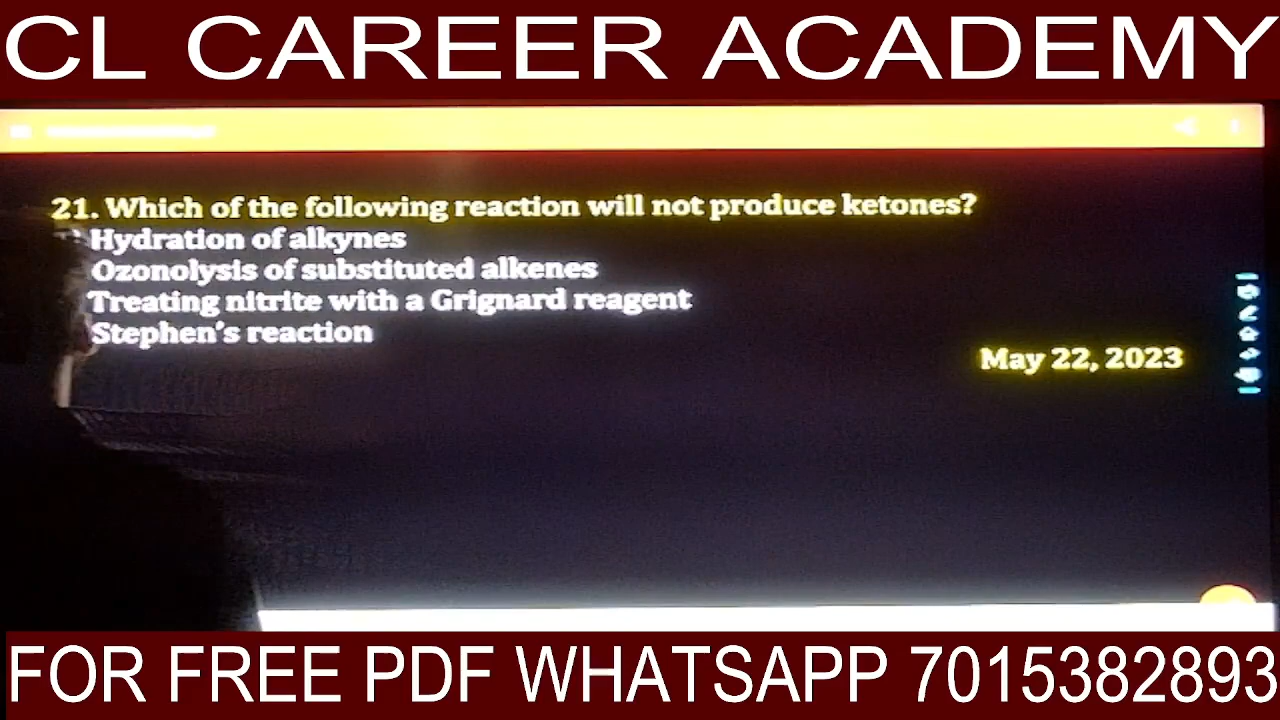 CL CAREER ACADEMY
21. Which of the following reaction will not produce ketones?
Hydration of alkynes
Ozonolysis of substituted alkenes
Treating nitrite with a Grignard reagent
Stephen's reaction
May 22, 2023
FOR FREE PDF WHATSAPP 7015382893